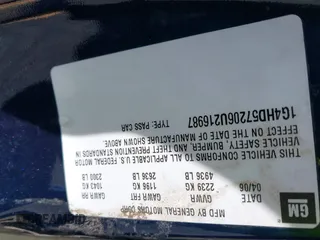 GM
MFD BY GENERAL MOTORS CORP
DATE GVWR GAWR FRT GAWR RR
04/06 2239 KG 1196 KG 1043 KG
4936 LB 2636 LB 2300 LB
THIS VEHICLE CONFORMS TO ALL APPLICABLE U.S. FEDERAL MOTOR
VEHICLE SAFETY, BUMPER, AND THEFT PREVENTION STANDARDS IN
EFFECT ON THE DATE OF MANUFACTURE SHOWN ABOVE.
1G4HD57206U216987 TYPE: PASS CAR